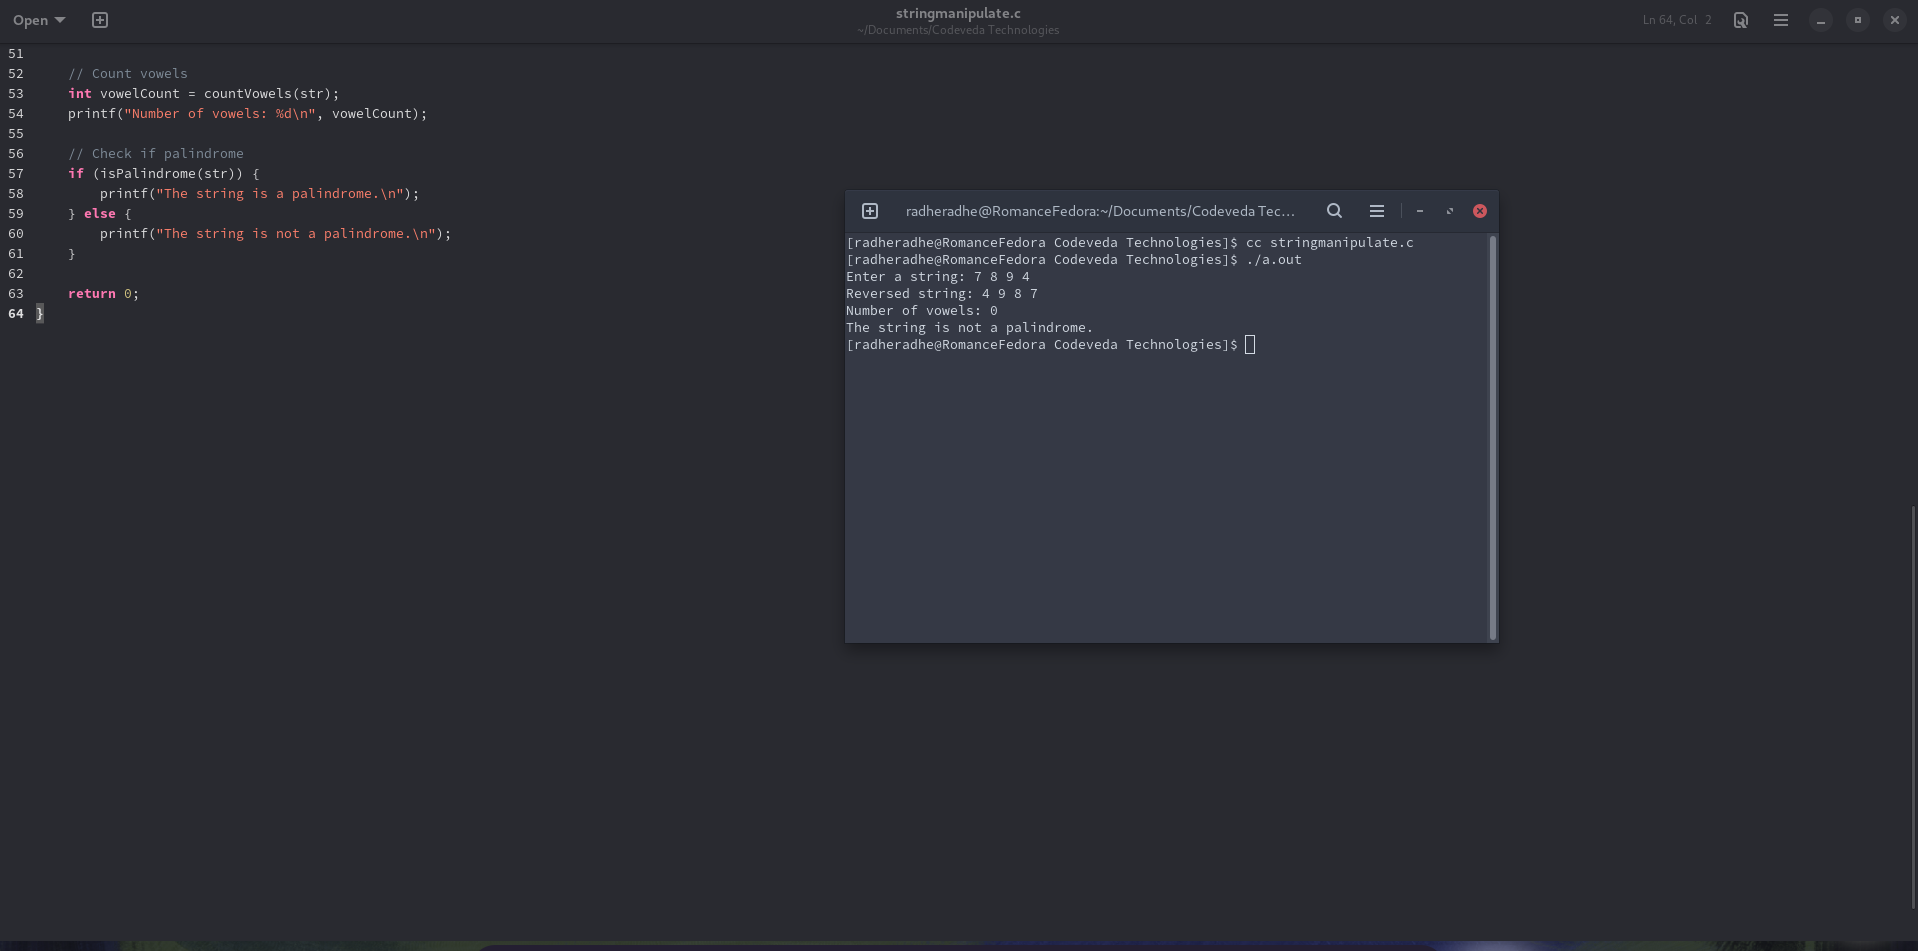 Open
stringmanipulate.c
~/Documents/Codeveda Technologies
Ln 64, Col 2
51
52 // Count vowels
53 int vowelCount = countVowels(str);
54 printf("Number of vowels: %d\n", vowelCount);
55
56 // Check if palindrome
57 if (isPalindrome(str)) {
58 printf("The string is a palindrome.\n");
59 } else {
60 printf("The string is not a palindrome.\n");
61 }
62
63 return 0;
64 }
radheradhe@RomanceFedora:~/Documents/Codeveda Tec...
[radheradhe@RomanceFedora Codeveda Technologies]$ cc stringmanipulate.c
[radheradhe@RomanceFedora Codeveda Technologies]$ ./a.out
Enter a string: 7 8 9 4
Reversed string: 4 9 8 7
Number of vowels: 0
The string is not a palindrome.
[radheradhe@RomanceFedora Codeveda Technologies]$